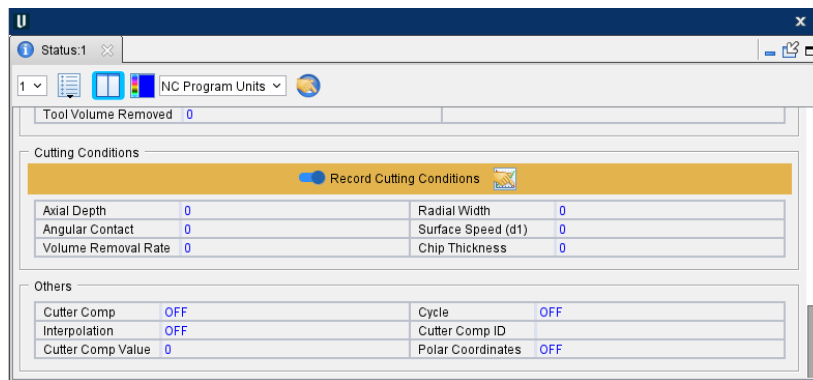 U x
Status:1
1 NC Program Units
Tool Volume Removed 0
Cutting Conditions
Record Cutting Conditions
Axial Depth 0 Radial Width 0
Angular Contact 0 Surface Speed (d1) 0
Volume Removal Rate 0 Chip Thickness 0
Others
Cutter Comp OFF Cycle OFF
Interpolation OFF Cutter Comp ID
Cutter Comp Value 0 Polar Coordinates OFF